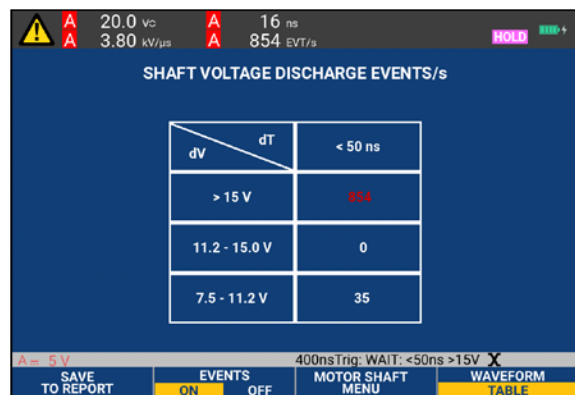 A 20.0 VC A 16 ns
A 3.80 kV/µs A 854 EVT/s
HOLD
SHAFT VOLTAGE DISCHARGE EVENTS/s
dV dT < 50 ns
> 15 V 854
11.2 - 15.0 V 0
7.5 - 11.2 V 35
A= 5 V 400nsTrig: WAIT: <50ns >15V X
SAVE TO REPORT EVENTS ON OFF MOTOR SHAFT MENU WAVEFORM TABLE